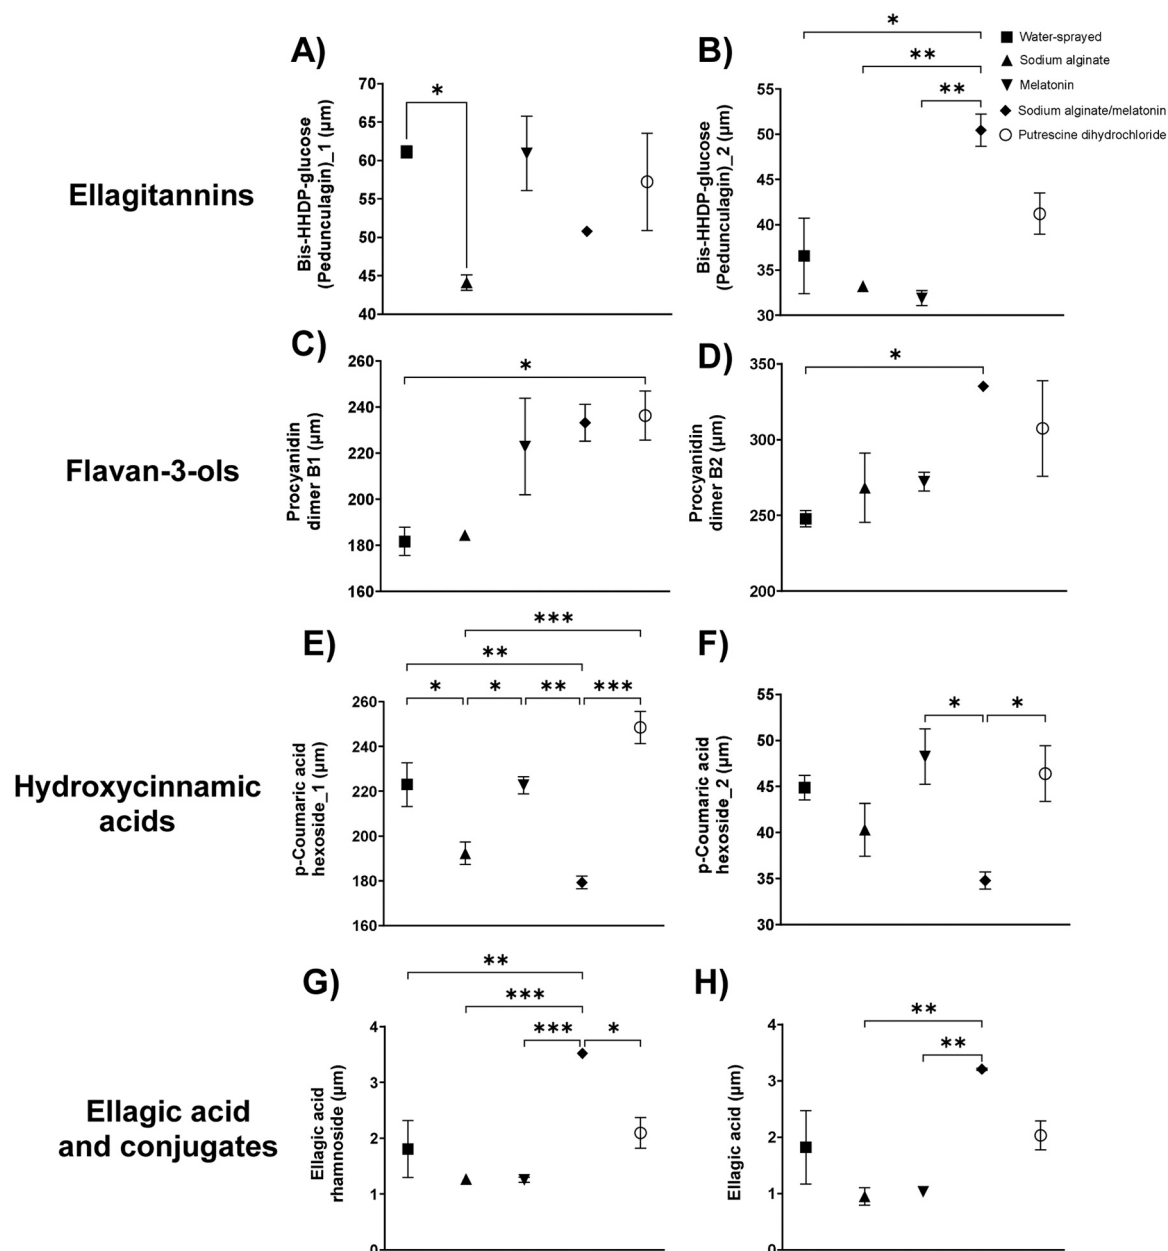 A)
*
70
65
60
55
50
45
40
Bis-HHDP-glucose
(Pedunculagin)_1 (μm)
B)
*
**
**
55
50
45
40
35
30
Bis-HHDP-glucose
(Pedunculagin)_2 (μm)
Water-sprayed
Sodium alginate
Melatonin
Sodium alginate/melatonin
Putrescine dihydrochloride
Ellagitannins
C)
*
260
240
220
200
180
160
Procyanidin
dimer B1 (μm)
D)
*
350
300
250
200
Procyanidin
dimer B2 (μm)
Flavan-3-ols
E)
***
**
* * ** ***
260
240
220
200
180
160
p-Coumaric acid
hexoside_1 (μm)
F)
* *
55
50
45
40
35
30
p-Coumaric acid
hexoside_2 (μm)
Hydroxycinnamic
acids
G)
**
***
*** *
4
3
2
1
0
Ellagic acid
rhamnoside (μm)
H)
**
**
4
3
2
1
0
Ellagic acid (μm)
Ellagic acid
and conjugates